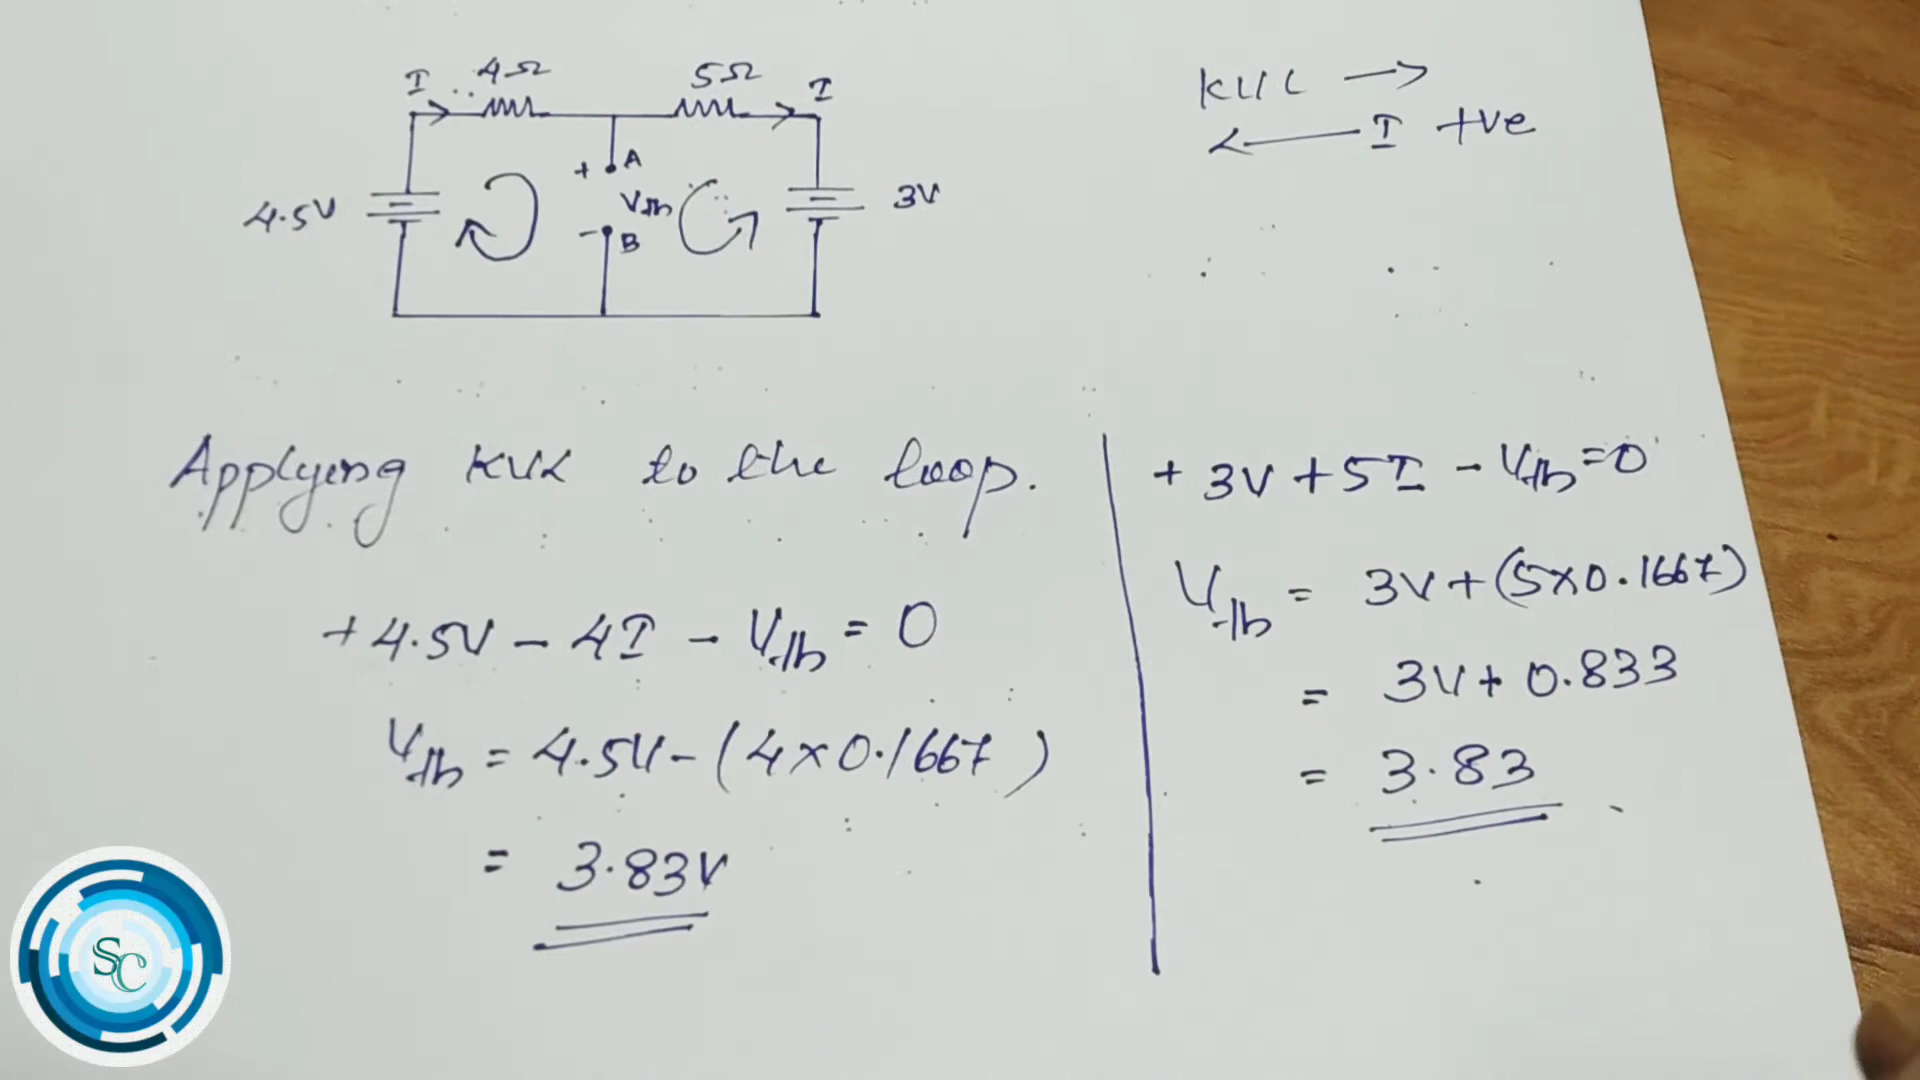 I 4Ω 5Ω I
+ A
4.5V Vth 3V
- B
KVL →
← I +ve
Applying KVL to the loop.
+4.5V - 4I - Vth = 0
Vth = 4.5V - (4×0.1667)
= 3.83V
+ 3V + 5I - Vth = 0
Vth = 3V + (5×0.1667)
= 3V + 0.833
= 3.83
SC